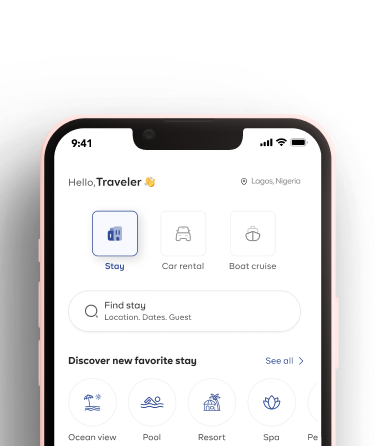 9:41
Hello,Traveler 👋
Lagos, Nigeria
Stay
Car rental
Boat cruise
Find stay
Location. Dates. Guest
Discover new favorite stay
See all
Ocean view
Pool
Resort
Spa
Pe